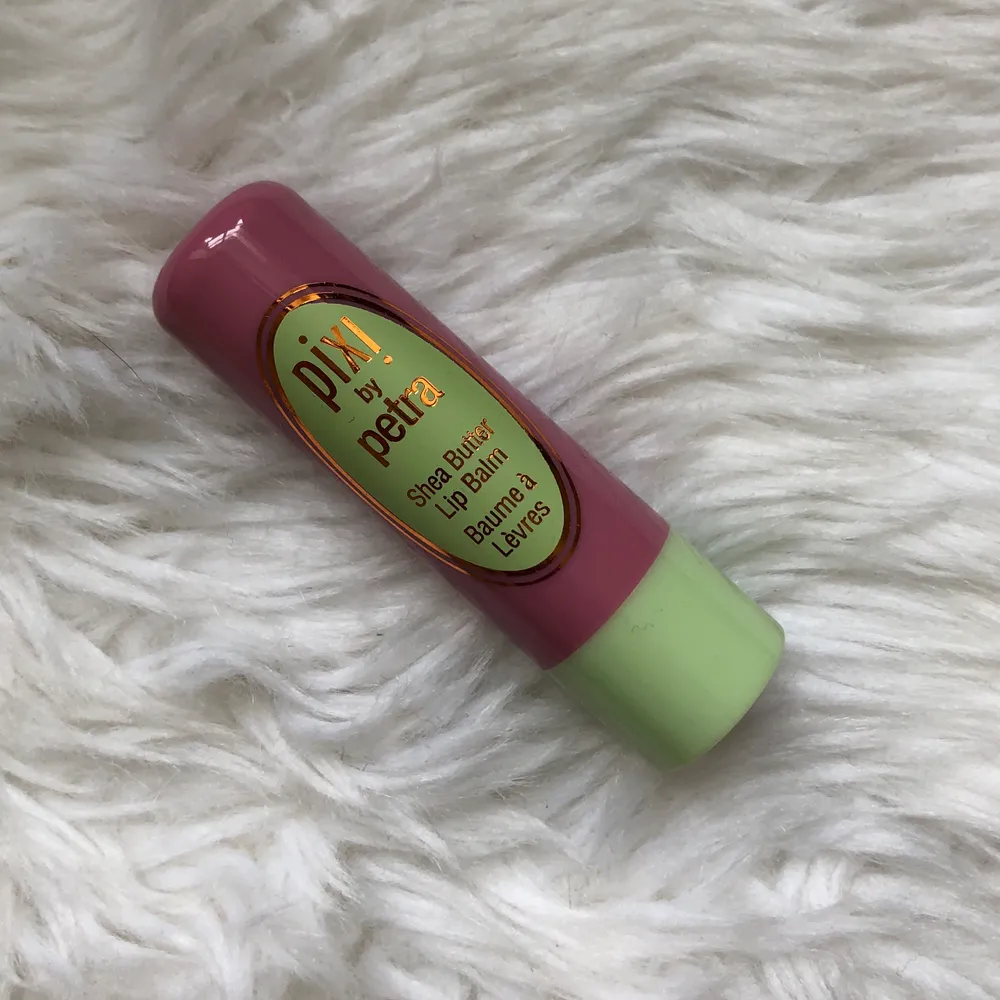 pixi
by
petra
Shea Butter
Lip Balm
Baume à
Lèvres